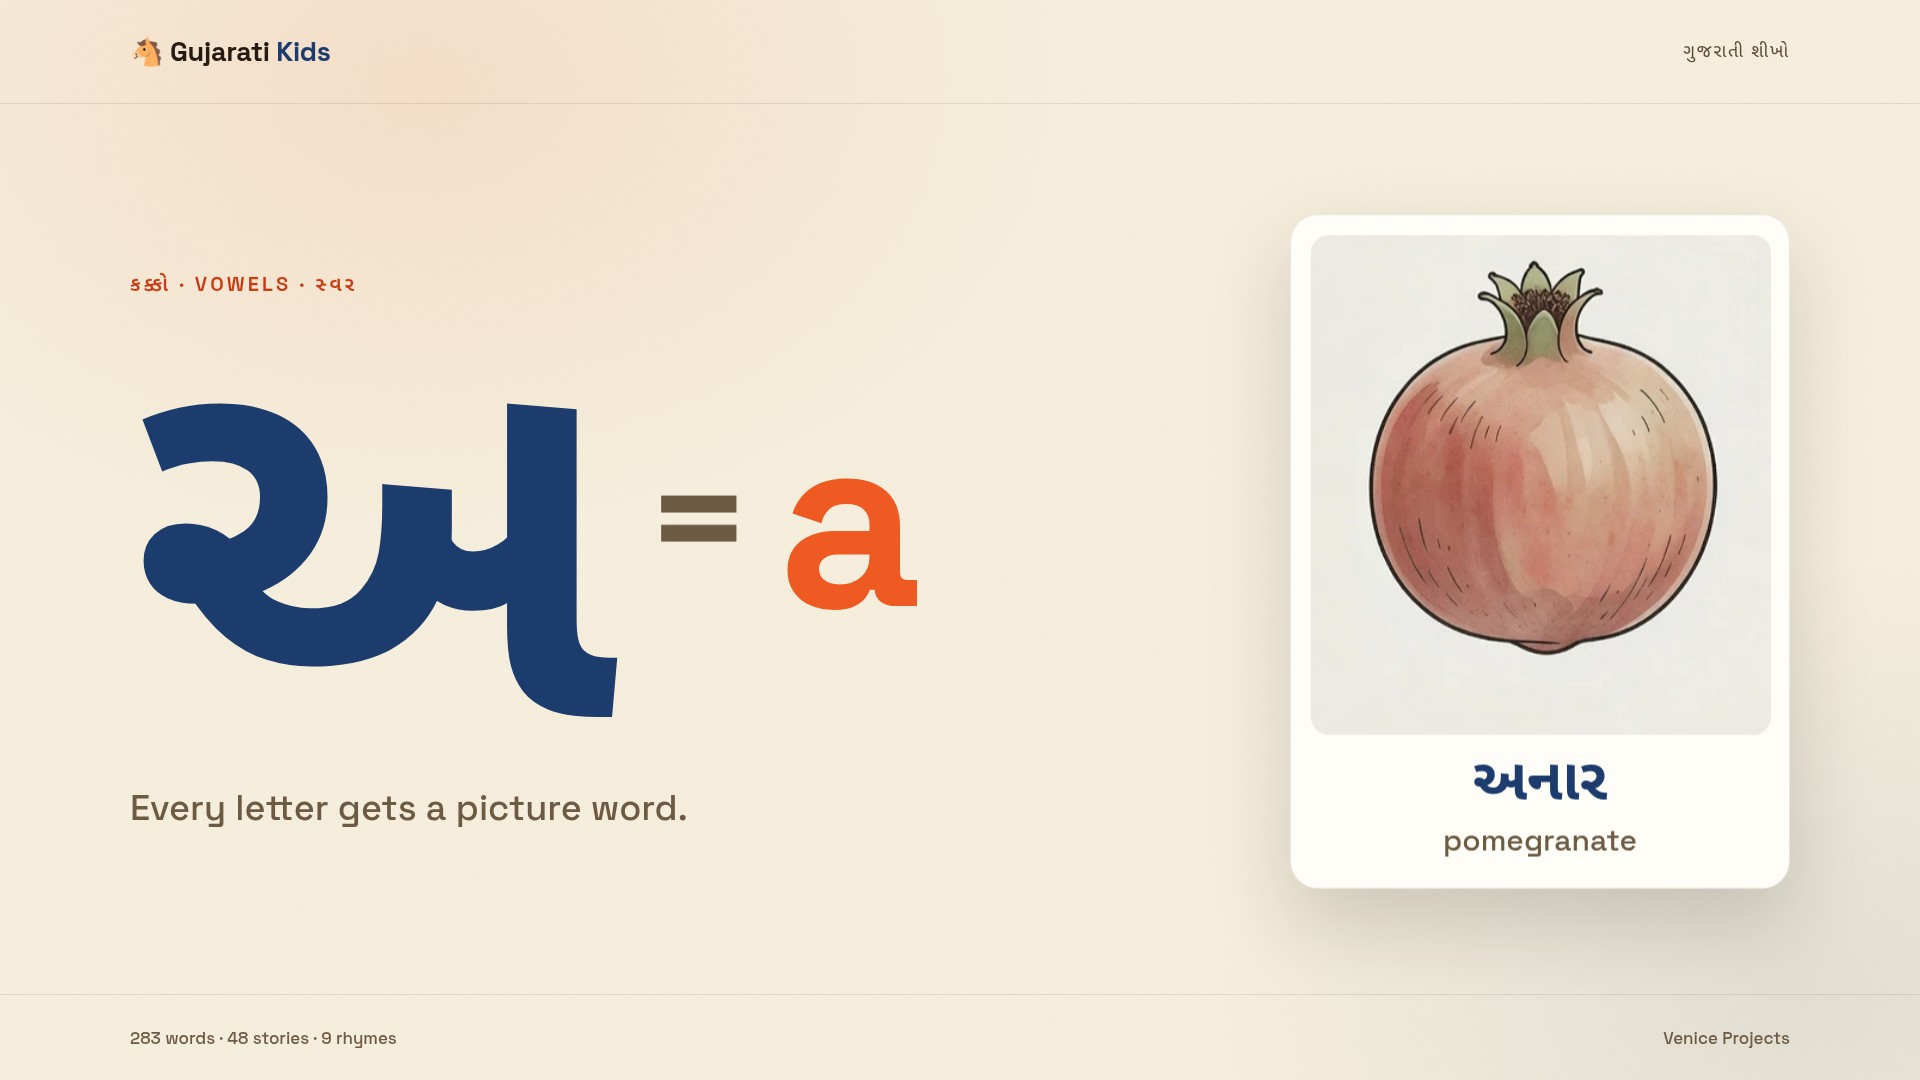 🐴 Gujarati Kids
ગુજરાતી શીખો
કક્કો · VOWELS · સ્વર
અ = a
Every letter gets a picture word.
અનાર
pomegranate
283 words · 48 stories · 9 rhymes
Venice Projects